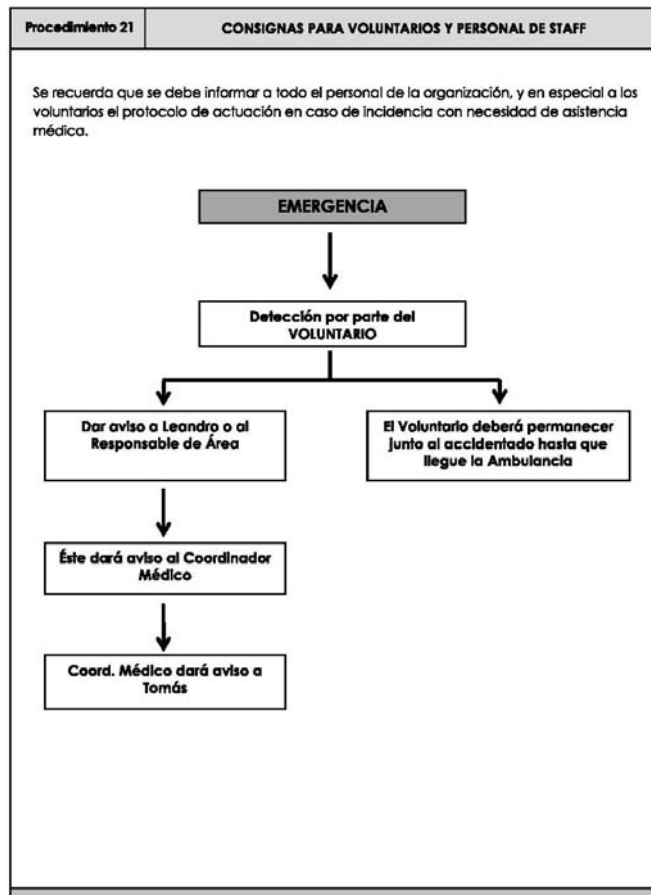 Procedimiento 21
CONSIGNAS PARA VOLUNTARIOS Y PERSONAL DE STAFF
Se recuerda que se debe informar a todo el personal de la organización, y en especial a los
voluntarios el protocolo de actuación en caso de incidencia con necesidad de asistencia
médica.
EMERGENCIA
Detección por parte del
VOLUNTARIO
Dar aviso a Leandro o al
Responsable de Área
El Voluntario deberá permanecer
junto al accidentado hasta que
llegue la Ambulancia
Éste dará aviso al Coordinador
Médico
Coord. Médico dará aviso a
Tomás